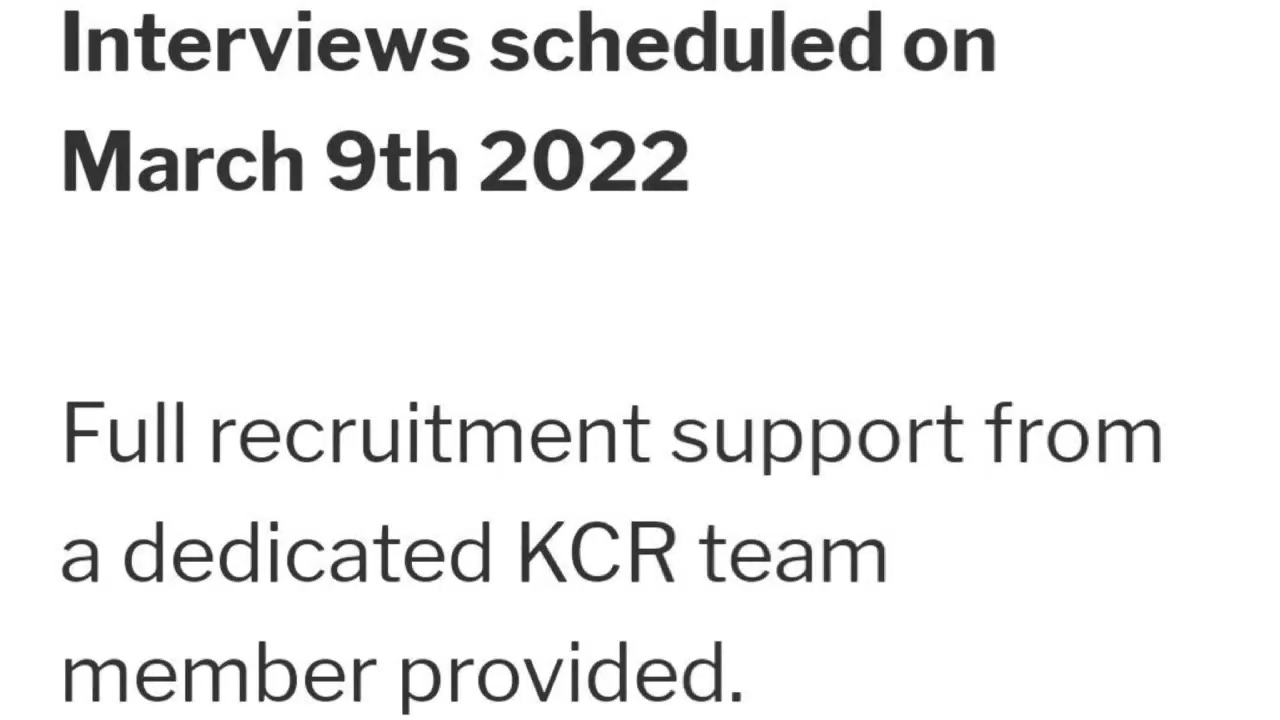 Interviews scheduled on
March 9th 2022
Full recruitment support from
a dedicated KCR team
member provided.